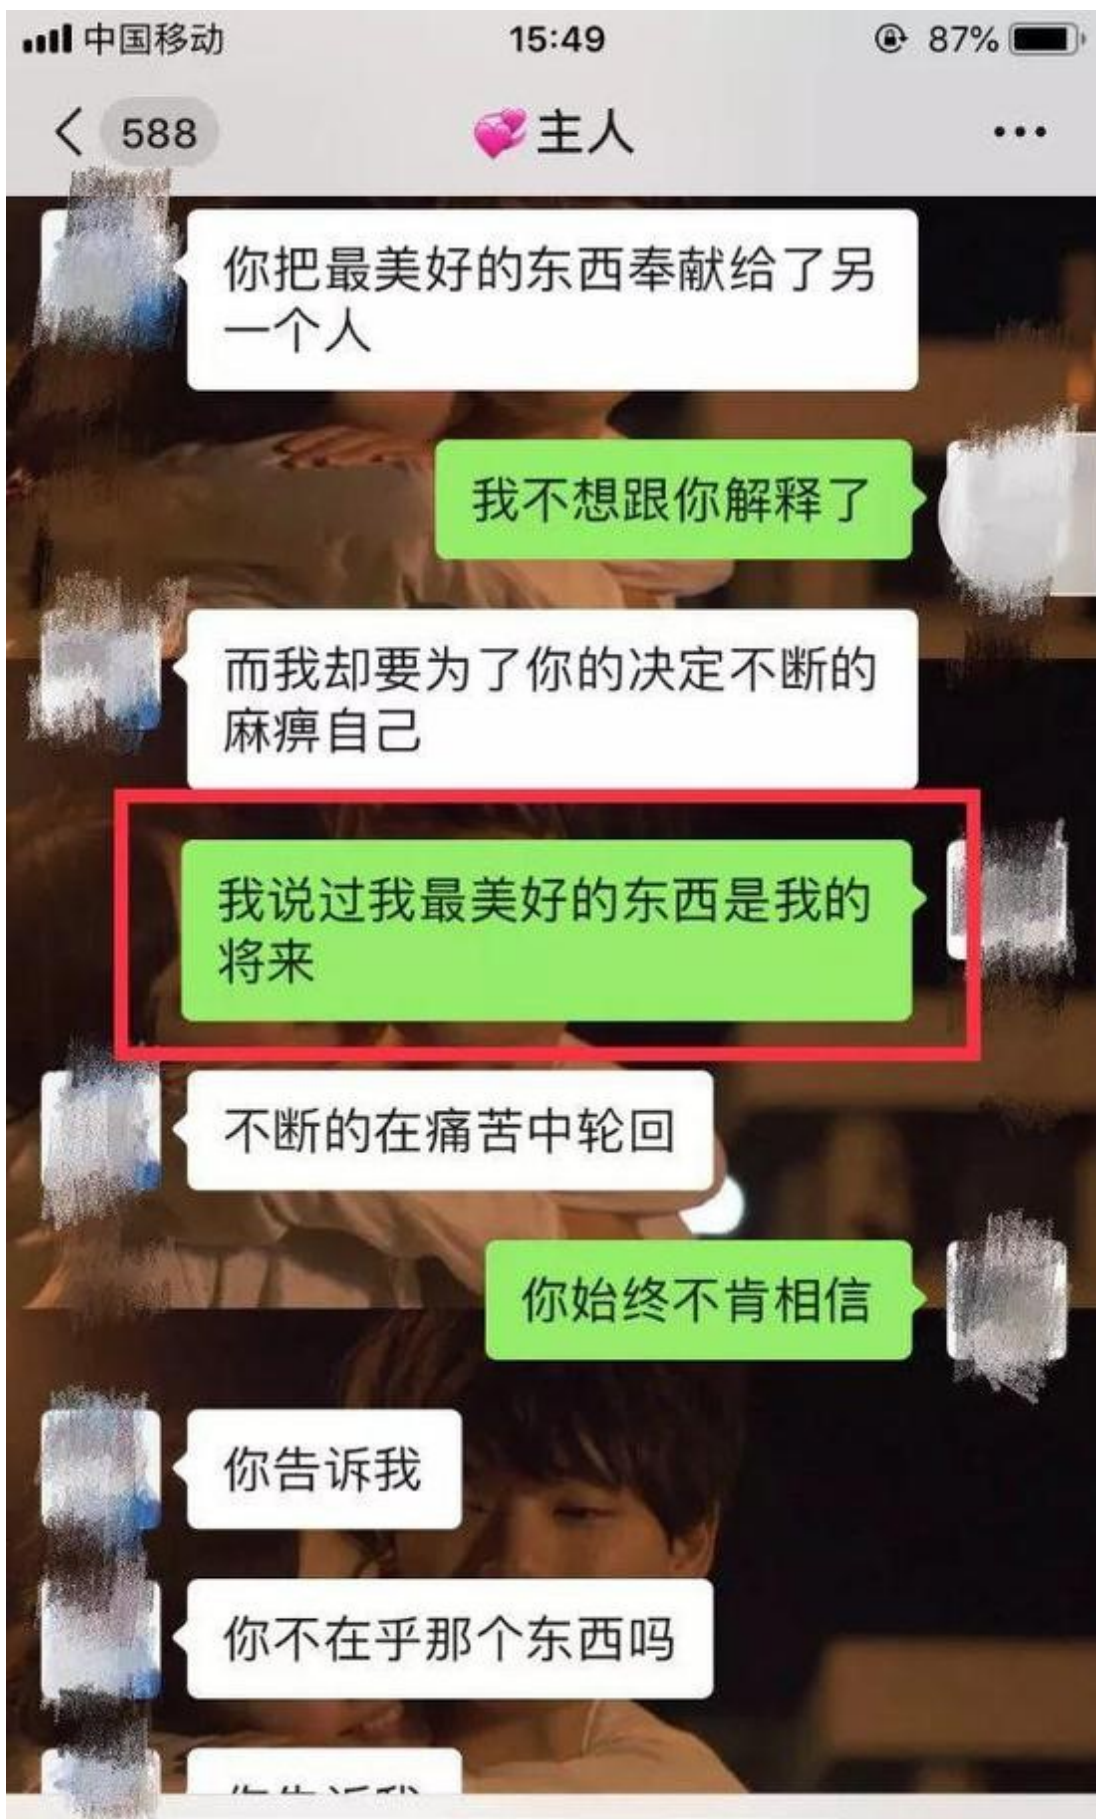 中国移动 15:49 87%
588 💞主人 ···
你把最美好的东西奉献给了另
一个人
我不想跟你解释了
而我却要为了你的决定不断的
麻痹自己
我说过我最美好的东西是我的
将来
不断的在痛苦中轮回
你始终不肯相信
你告诉我
你不在乎那个东西吗
你告诉我